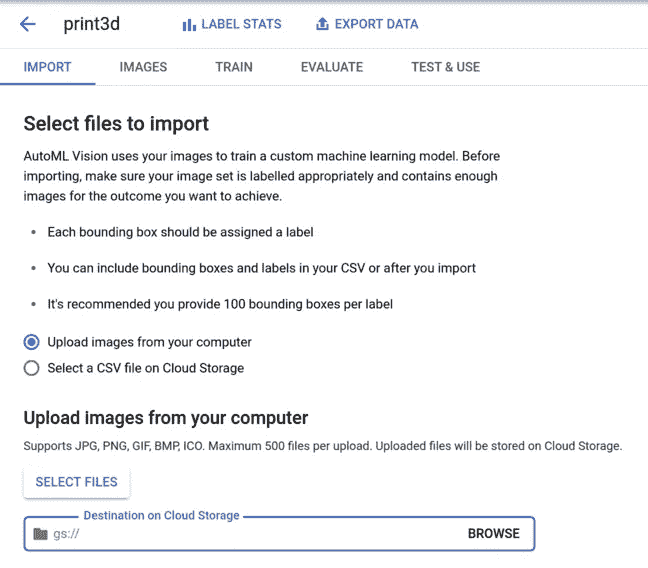 print3d LABEL STATS EXPORT DATA
IMPORT IMAGES TRAIN EVALUATE TEST & USE
Select files to import
AutoML Vision uses your images to train a custom machine learning model. Before
importing, make sure your image set is labelled appropriately and contains enough
images for the outcome you want to achieve.
• Each bounding box should be assigned a label
• You can include bounding boxes and labels in your CSV or after you import
• It's recommended you provide 100 bounding boxes per label
Upload images from your computer
Select a CSV file on Cloud Storage
Upload images from your computer
Supports JPG, PNG, GIF, BMP, ICO. Maximum 500 files per upload. Uploaded files will be stored on Cloud Storage.
SELECT FILES
Destination on Cloud Storage
gs:// BROWSE